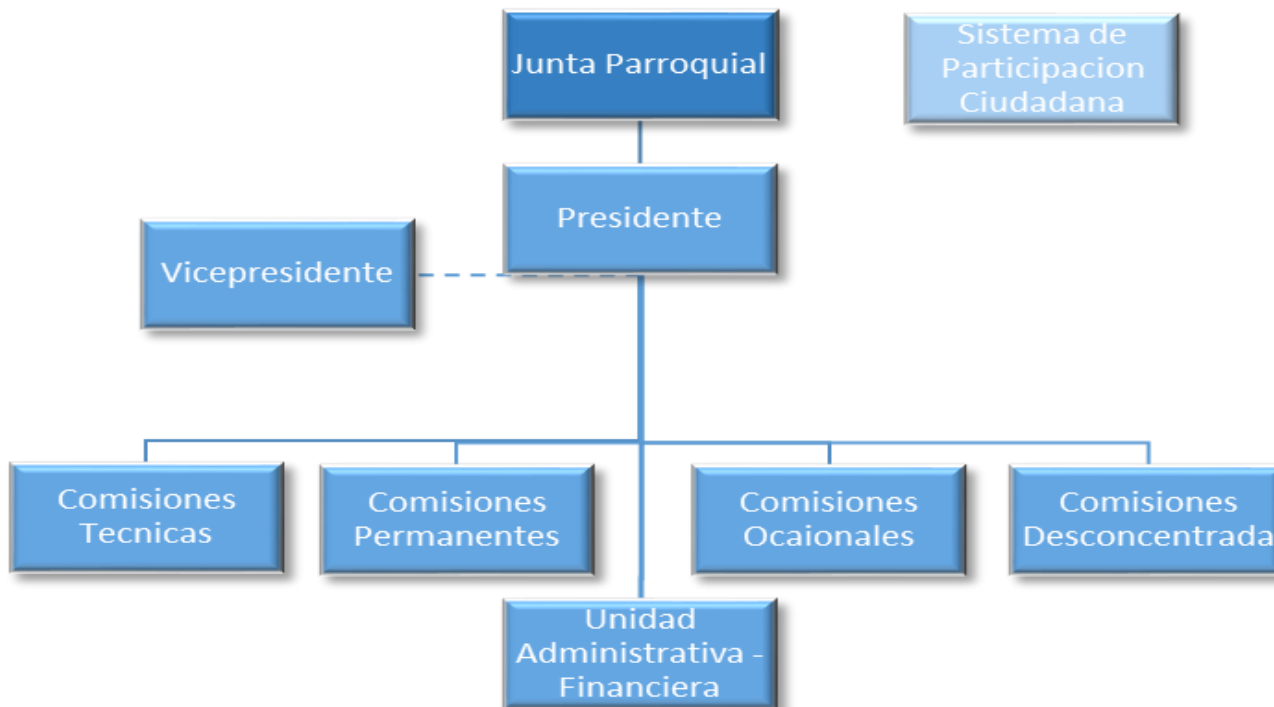 Junta Parroquial
Sistema de
Participacion
Ciudadana
Presidente
Vicepresidente
Comisiones
Tecnicas
Comisiones
Permanentes
Comisiones
Ocaionales
Comisiones
Desconcentrada
Unidad
Administrativa -
Financiera